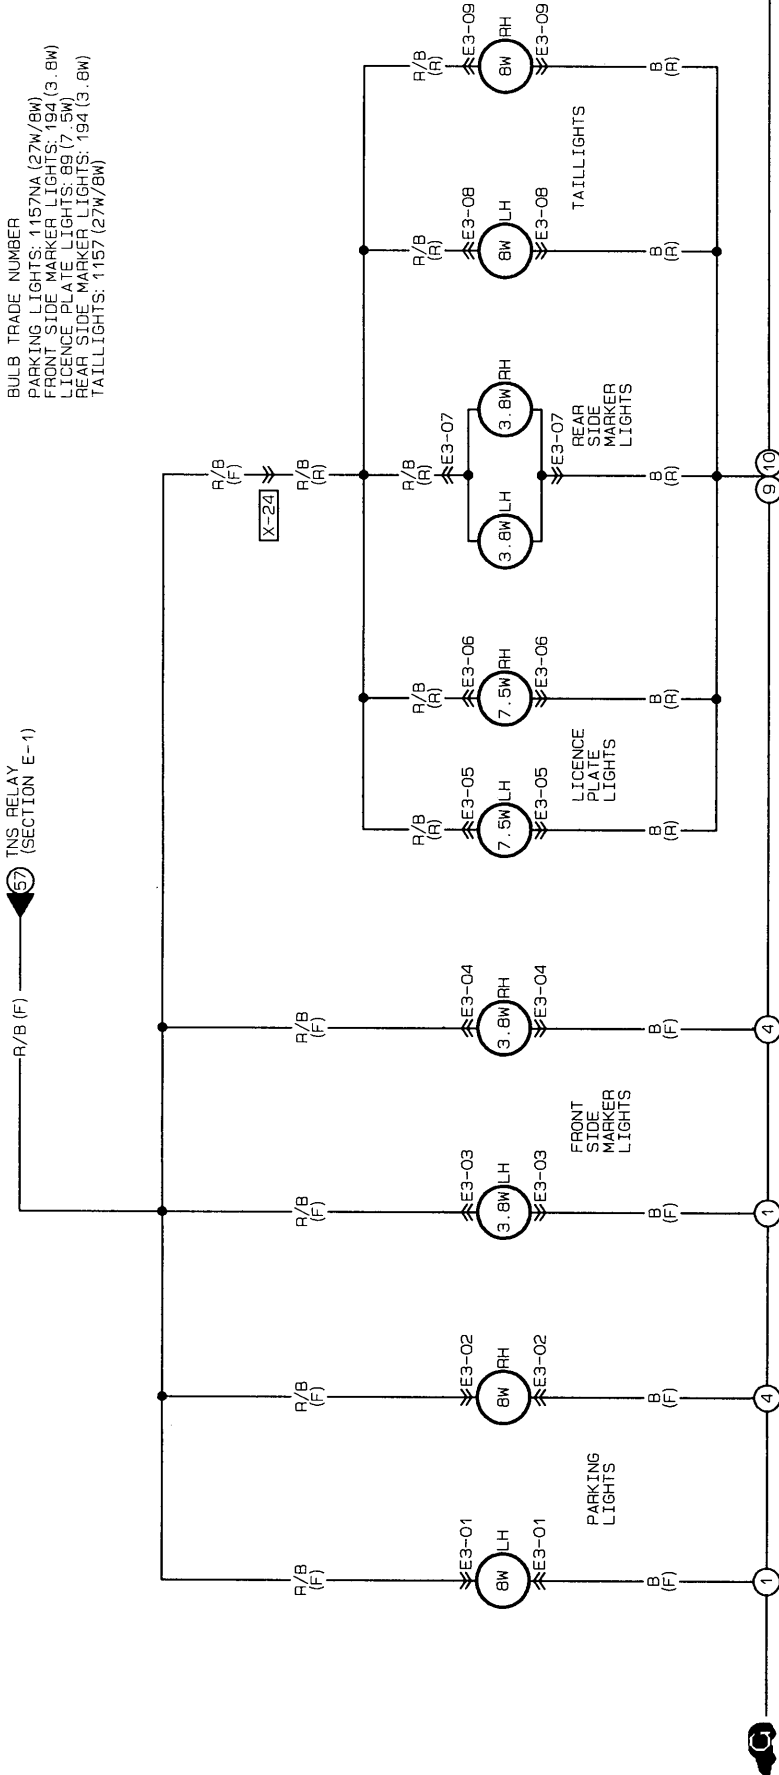 BULB TRADE NUMBER
PARKING LIGHTS: 1157NA (27W/8W)
FRONT SIDE MARKER LIGHTS: 194 (3.8W)
LICENCE PLATE LIGHTS: 89 (7.5W)
REAR SIDE MARKER LIGHTS: 194 (3.8W)
TAILLIGHTS: 1157 (27W/8W)
57 TNS RELAY
(SECTION E-1)
R/B (F)
R/B
(F)
R/B
(F)
R/B
(F)
R/B
(F)
R/B
(F)
X-24
R/B
(R)
R/B
(R)
R/B
(R)
R/B
(R)
R/B
(R)
R/B
(R)
E3-01
8W LH
E3-01
E3-02
8W RH
E3-02
E3-03
3.8W LH
E3-03
E3-04
3.8W RH
E3-04
E3-05
7.5W LH
E3-05
E3-06
7.5W RH
E3-06
E3-07
3.8W LH
3.8W RH
E3-07
E3-08
8W LH
E3-08
E3-09
8W RH
E3-09
PARKING
LIGHTS
FRONT
SIDE
MARKER
LIGHTS
LICENCE
PLATE
LIGHTS
REAR
SIDE
MARKER
LIGHTS
TAILLIGHTS
B
(F)
B
(F)
B
(F)
B
(F)
B
(R)
B
(R)
B
(R)
B
(R)
B
(R)
G
1
4
1
4
9
10